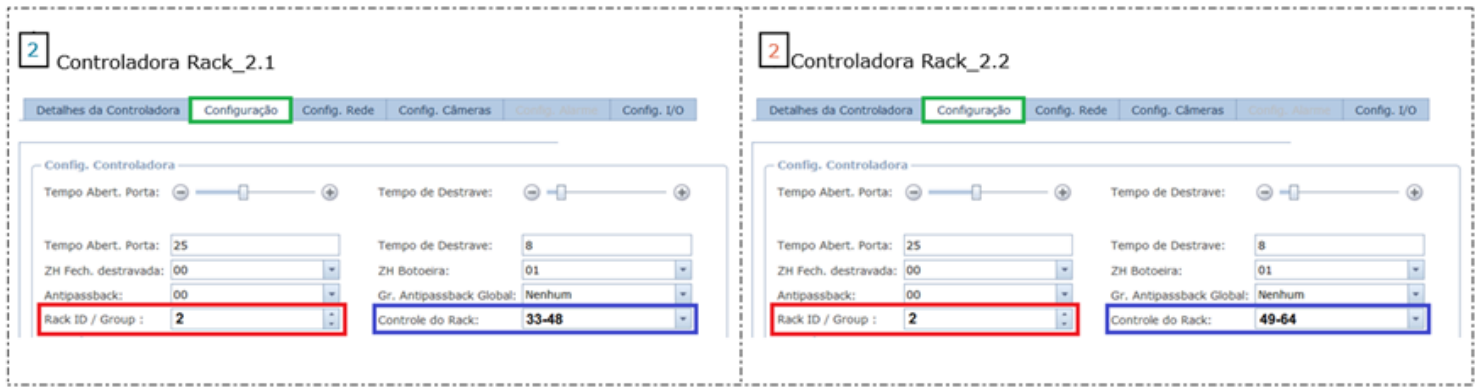 2
Controladora Rack_2.1
Detalhes da Controladora Configuração Config. Rede Config. Câmeras Config. Alarme Config. I/O
Config. Controladora
Tempo Abert. Porta: Tempo de Destrave:
Tempo Abert. Porta: 25 Tempo de Destrave: 8
ZH Fech. destravada: 00 ZH Botoeira: 01
Antipassback: 00 Gr. Antipassback Global: Nenhum
Rack ID / Group : 2 Controle do Rack: 33-48
2
Controladora Rack_2.2
Detalhes da Controladora Configuração Config. Rede Config. Câmeras Config. Alarme Config. I/O
Config. Controladora
Tempo Abert. Porta: Tempo de Destrave:
Tempo Abert. Porta: 25 Tempo de Destrave: 8
ZH Fech. destravada: 00 ZH Botoeira: 01
Antipassback: 00 Gr. Antipassback Global: Nenhum
Rack ID / Group : 2 Controle do Rack: 49-64